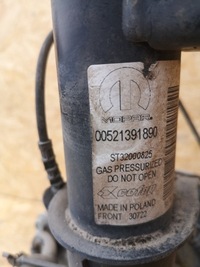 MOPAR
00521391890
ST32000825
GAS PRESSURIZED
DO NOT OPEN
MADE IN POLAND
FRONT 30722